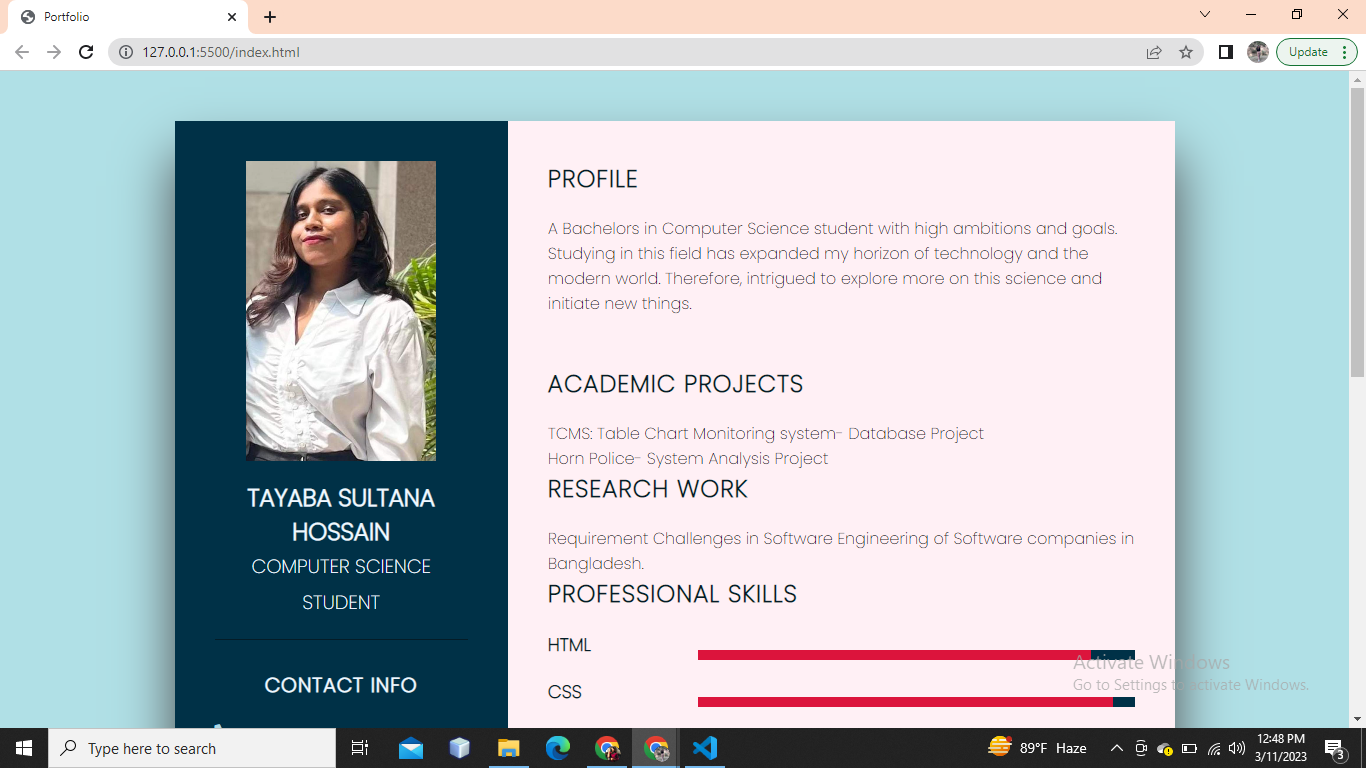 Portfolio
127.0.0.1:5500/index.html
Update
PROFILE
A Bachelors in Computer Science student with high ambitions and goals.
Studying in this field has expanded my horizon of technology and the
modern world. Therefore, intrigued to explore more on this science and
initiate new things.
ACADEMIC PROJECTS
TCMS: Table Chart Monitoring system- Database Project
Horn Police- System Analysis Project
RESEARCH WORK
Requirement Challenges in Software Engineering of Software companies in
Bangladesh.
PROFESSIONAL SKILLS
HTML
CSS
TAYABA SULTANA
HOSSAIN
COMPUTER SCIENCE
STUDENT
CONTACT INFO
Activate Windows
Go to Settings to activate Windows.
Type here to search
89°F Haze
12:48 PM
3/11/2023
3